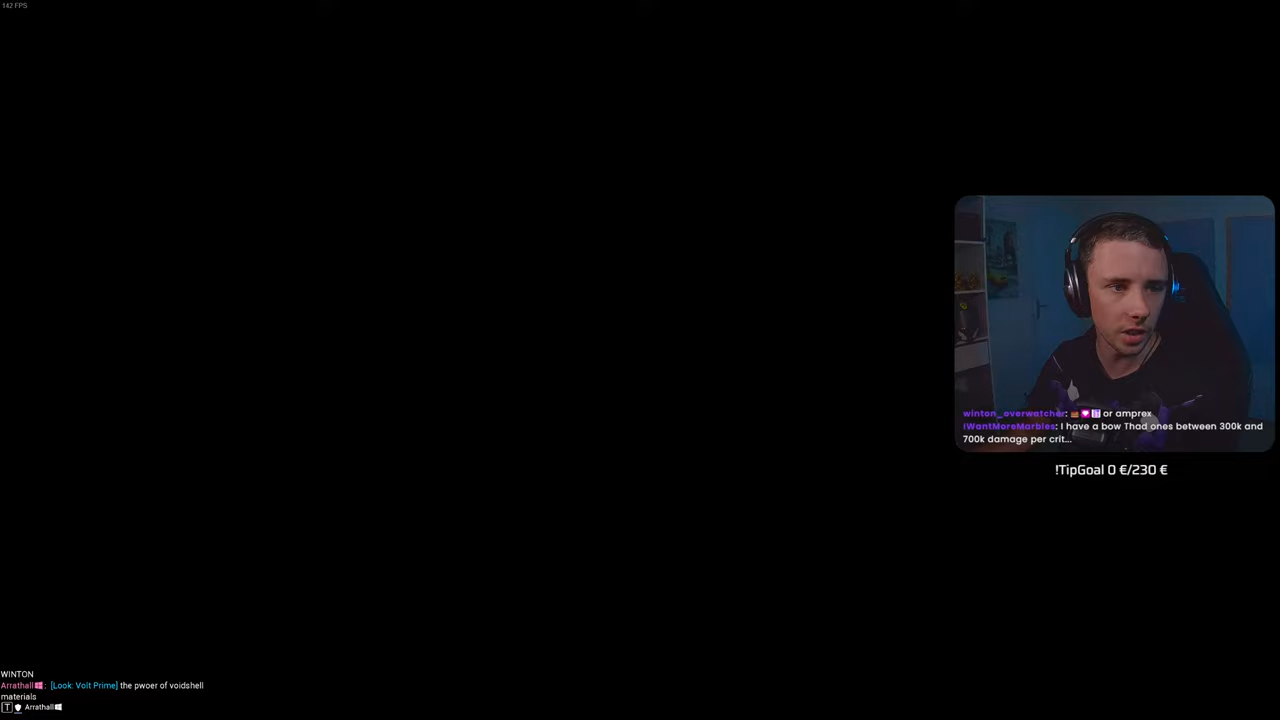 142 FPS
winton_overwatcher: or amprex
iWantMoreMarbles: I have a bow Thad ones between 300k and
700k damage per crit...
!TipGoal 0 €/230 €
WINTON
Arrathall: [Look: Volt Prime] the pwoer of voidshell
materials
T Arrathall